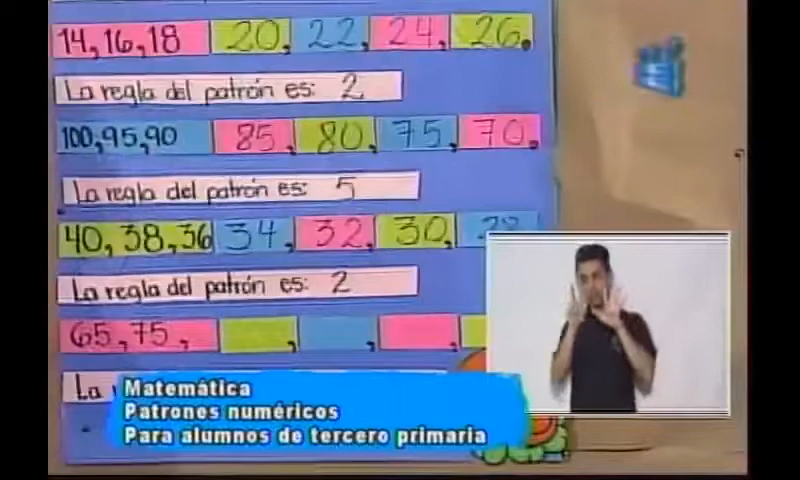 14, 16, 18 20, 22, 24, 26.
La regla del patrón es: 2
100, 95, 90 85, 80, 75, 70.
La regla del patrón es: 5
40, 38, 36 34, 32, 30, 28
La regla del patrón es: 2
65, 75, , , ,
La
Matemática
Patrones numéricos
Para alumnos de tercero primaria